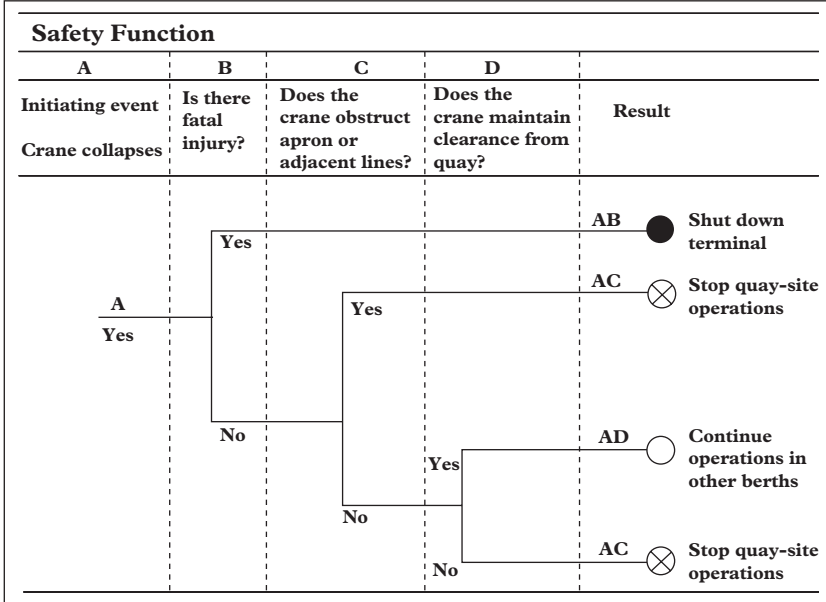 Safety Function
A B C D
Initiating event
Crane collapses
Is there
fatal
injury?
Does the
crane obstruct
apron or
adjacent lines?
Does the
crane maintain
clearance from
quay?
Result
AB
Shut down
terminal
Yes
AC
Stop quay-site
operations
Yes
A
Yes
No
AD
Continue
operations in
other berths
Yes
No
AC
Stop quay-site
operations
No